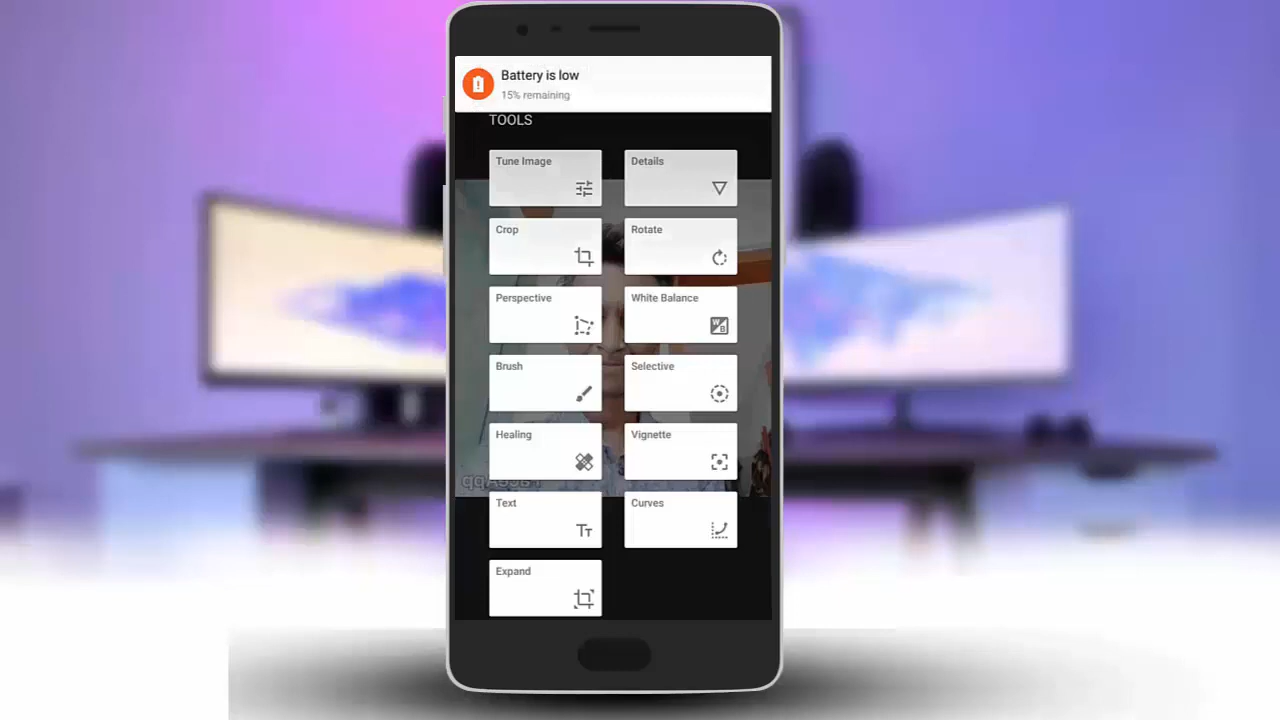 Battery is low
15% remaining
TOOLS
Tune Image
Details
Crop
Rotate
Perspective
White Balance
Brush
Selective
Healing
Vignette
Text
Curves
Expand